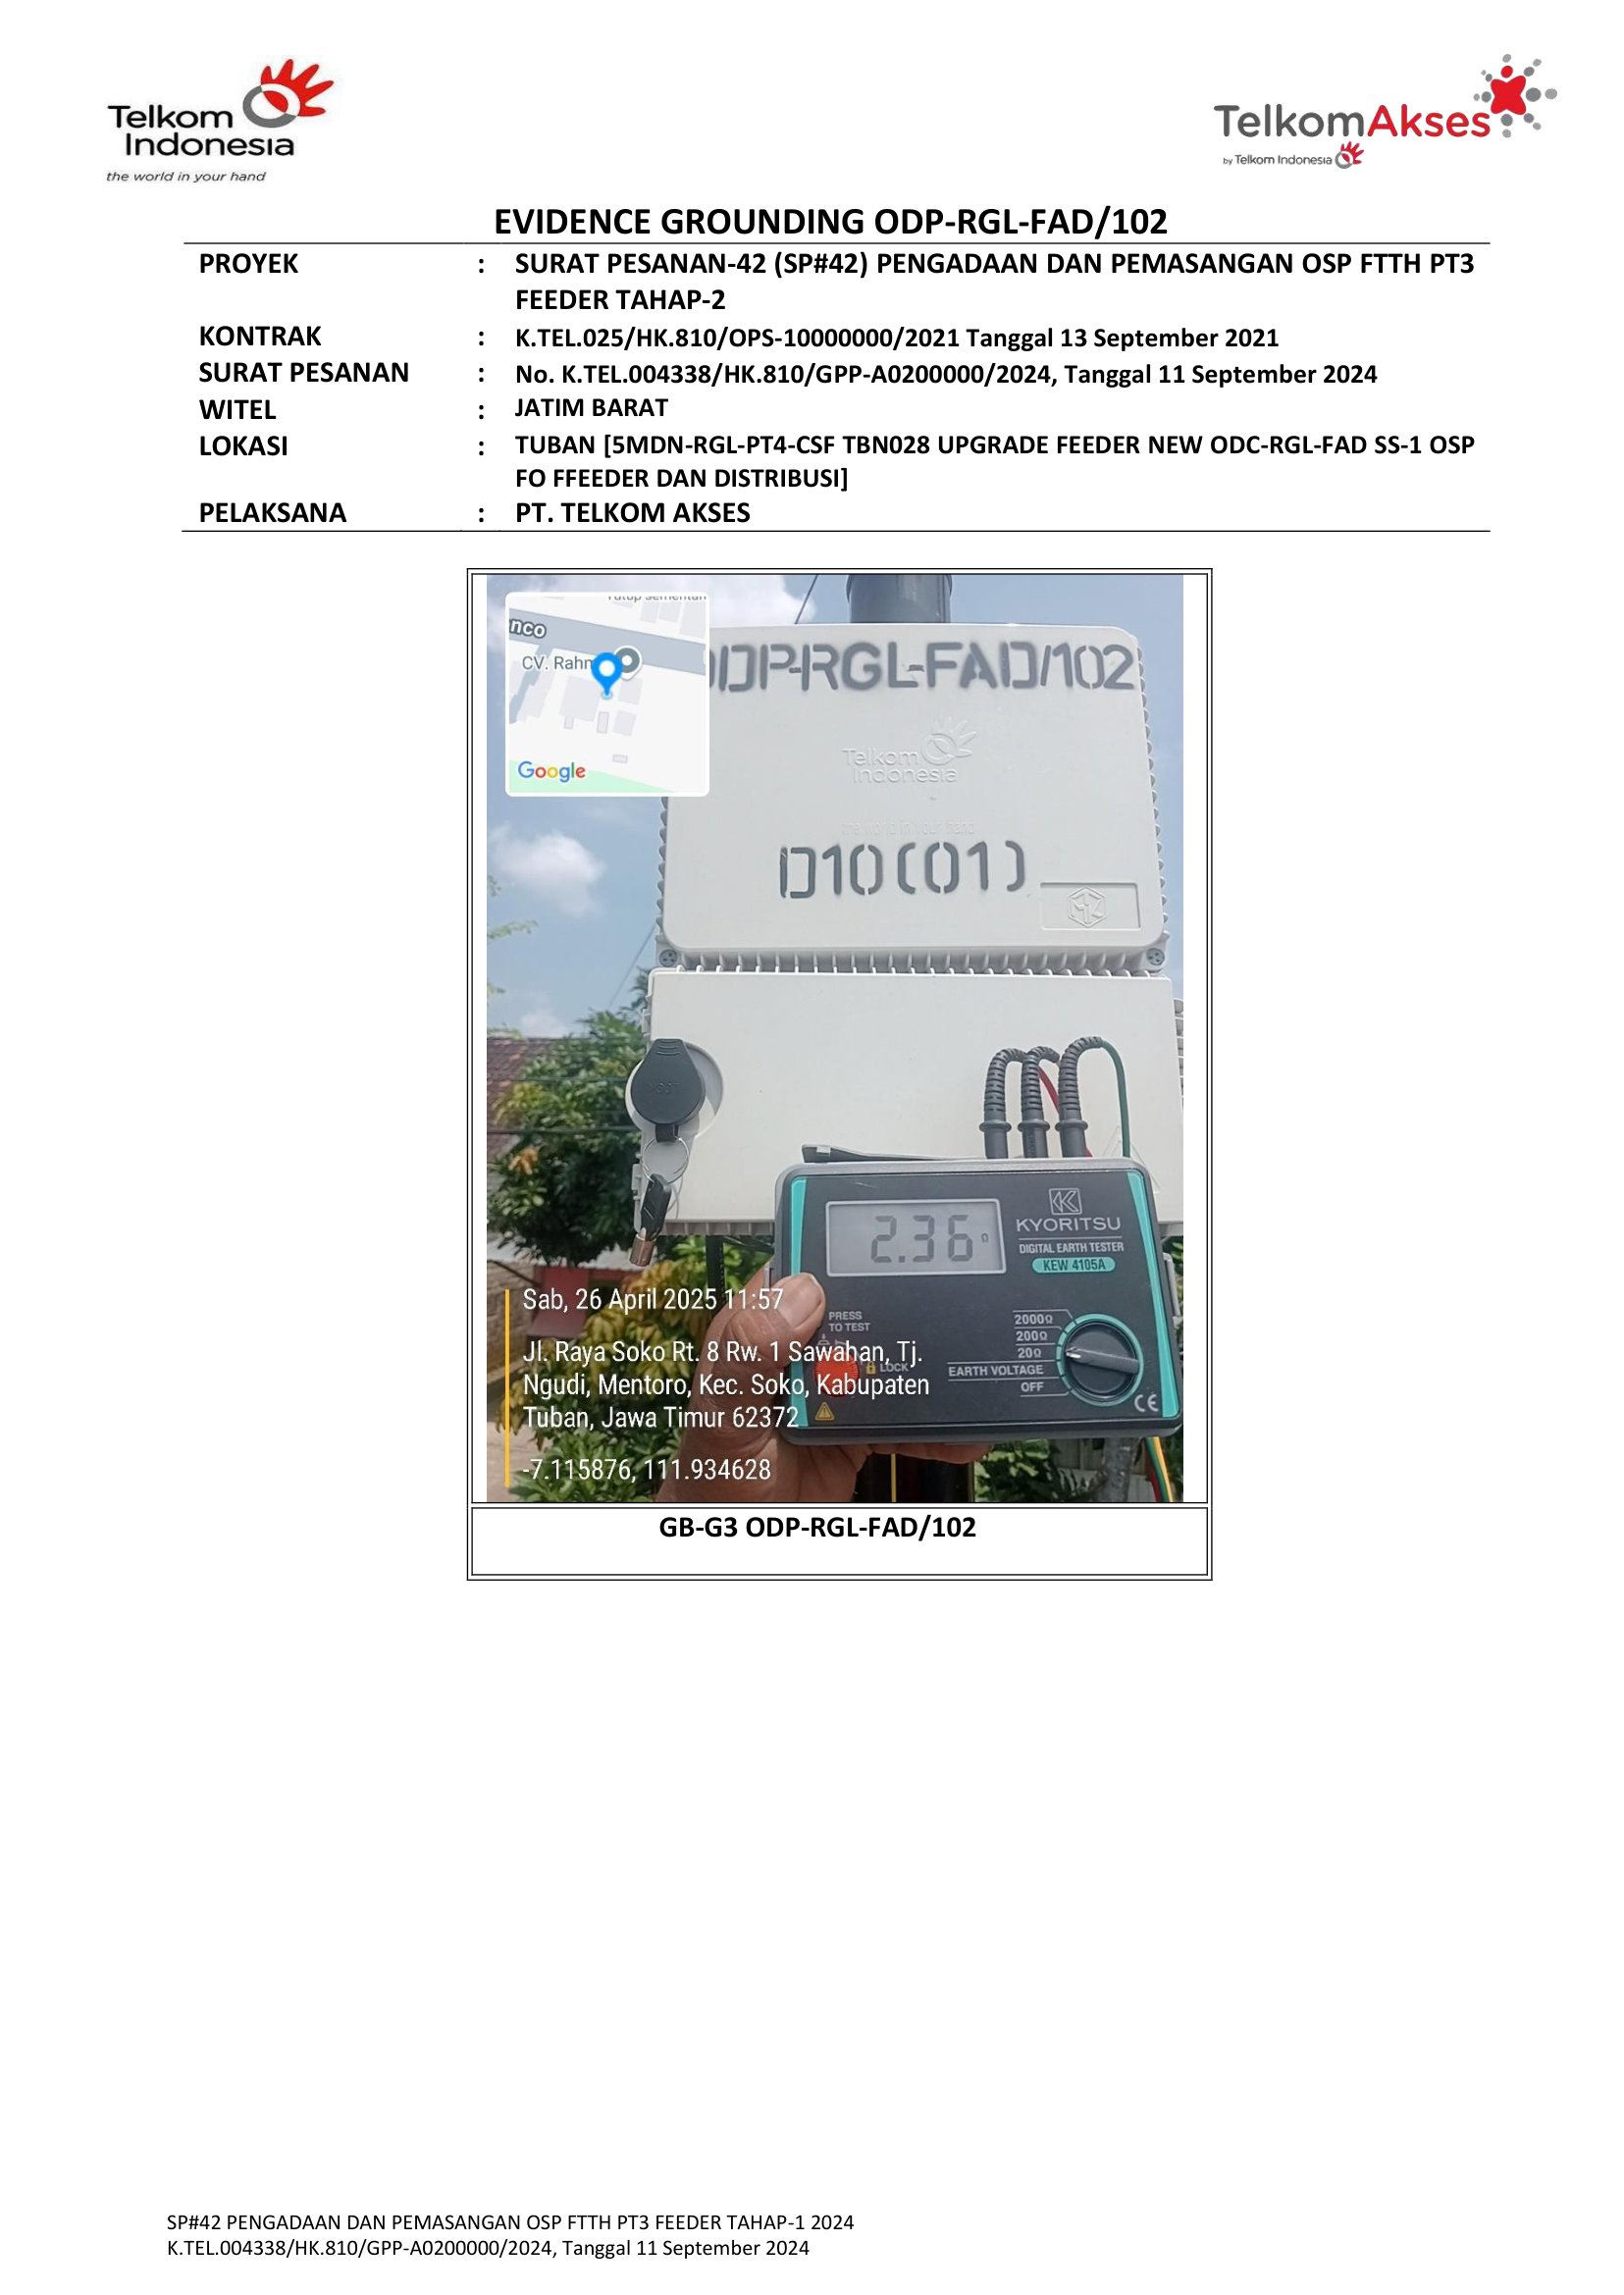 Telkom
Indonesia
the world in your hand
TelkomAkses
by Telkom Indonesia
EVIDENCE GROUNDING ODP-RGL-FAD/102
PROYEK : SURAT PESANAN-42 (SP#42) PENGADAAN DAN PEMASANGAN OSP FTTH PT3
FEEDER TAHAP-2
KONTRAK : K.TEL.025/HK.810/OPS-10000000/2021 Tanggal 13 September 2021
SURAT PESANAN : No. K.TEL.004338/HK.810/GPP-A0200000/2024, Tanggal 11 September 2024
WITEL : JATIM BARAT
LOKASI : TUBAN [5MDN-RGL-PT4-CSF TBN028 UPGRADE FEEDER NEW ODC-RGL-FAD SS-1 OSP
FO FFEEDER DAN DISTRIBUSI]
PELAKSANA : PT. TELKOM AKSES
nco
CV. Rahm
Google
ODP-RGL-FAD/102
Telkom
Indonesia
the world in your hand
D10(01)
2.36 Ω
KYORITSU
DIGITAL EARTH TESTER
KEW 4105A
PRESS
TO TEST
LOCK
2000Ω
200Ω
20Ω
EARTH VOLTAGE
OFF
CE
Sab, 26 April 2025 11:57
Jl. Raya Soko Rt. 8 Rw. 1 Sawahan, Tj.
Ngudi, Mentoro, Kec. Soko, Kabupaten
Tuban, Jawa Timur 62372
-7.115876, 111.934628
GB-G3 ODP-RGL-FAD/102
SP#42 PENGADAAN DAN PEMASANGAN OSP FTTH PT3 FEEDER TAHAP-1 2024
K.TEL.004338/HK.810/GPP-A0200000/2024, Tanggal 11 September 2024